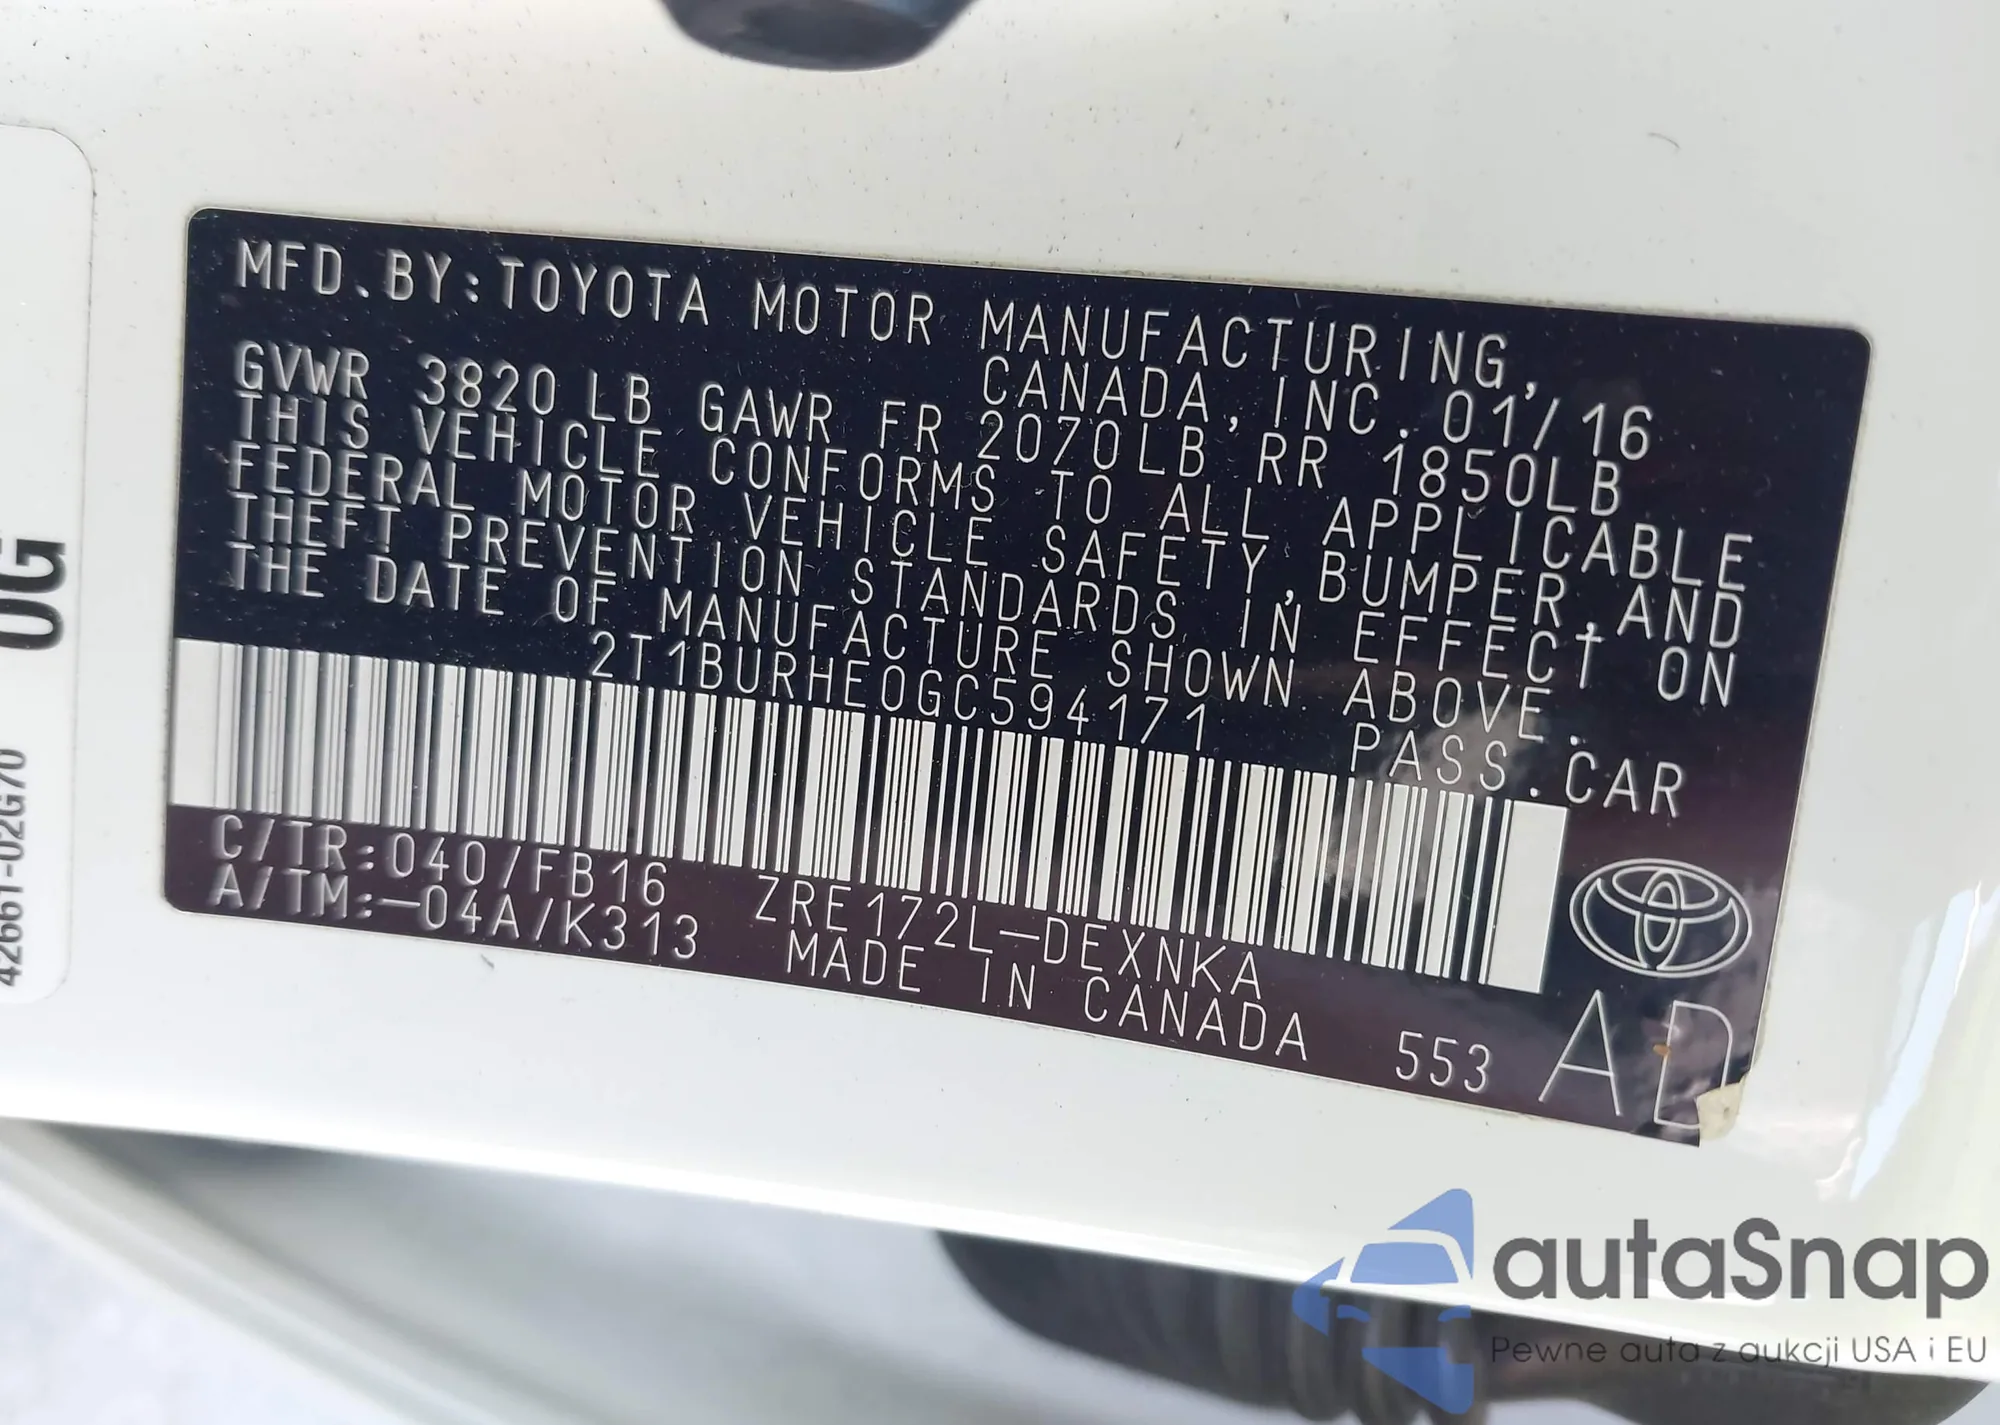 MFD.BY:TOYOTA MOTOR MANUFACTURING,
CANADA,INC.01/16
GVWR 3820LB GAWR FR 2070LB RR 1850LB
THIS VEHICLE CONFORMS TO ALL APPLICABLE
FEDERAL MOTOR VEHICLE SAFETY,BUMPER,AND
THEFT PREVENTION STANDARDS IN EFFECT ON
THE DATE OF MANUFACTURE SHOWN ABOVE.
2T1BURHE0GC594171
PASS.CAR
C/TR:040/FB16 ZRE172L-DEXNKA
A/TM:-04A/K313 MADE IN CANADA 553
AD
0G
42661-02G70
autaSnap
Pewne auta z aukcji USA i EU